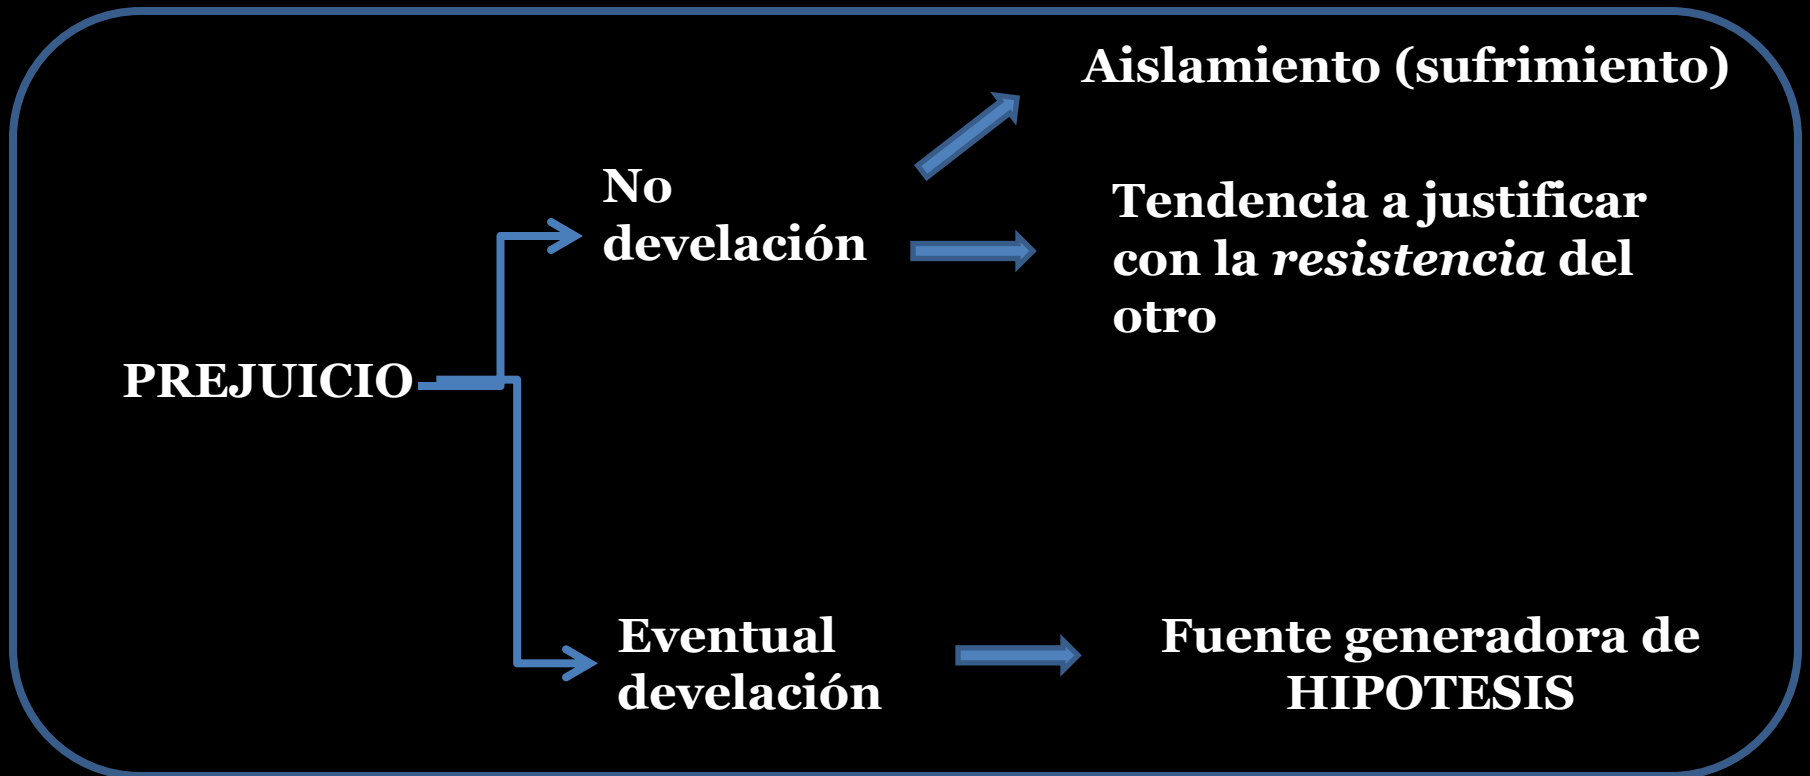 Aislamiento (sufrimiento)
No
develación
Tendencia a justificar
con la resistencia del
otro
PREJUICIO
Eventual
develación
Fuente generadora de
HIPOTESIS